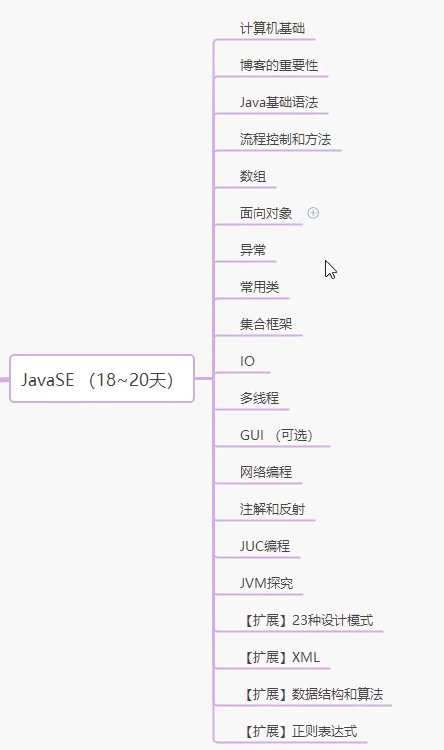 计算机基础
博客的重要性
Java基础语法
流程控制和方法
数组
面向对象
异常
常用类
集合框架
IO
JavaSE （18~20天）
多线程
GUI （可选）
网络编程
注解和反射
JUC编程
JVM探究
【扩展】23种设计模式
【扩展】XML
【扩展】数据结构和算法
【扩展】正则表达式